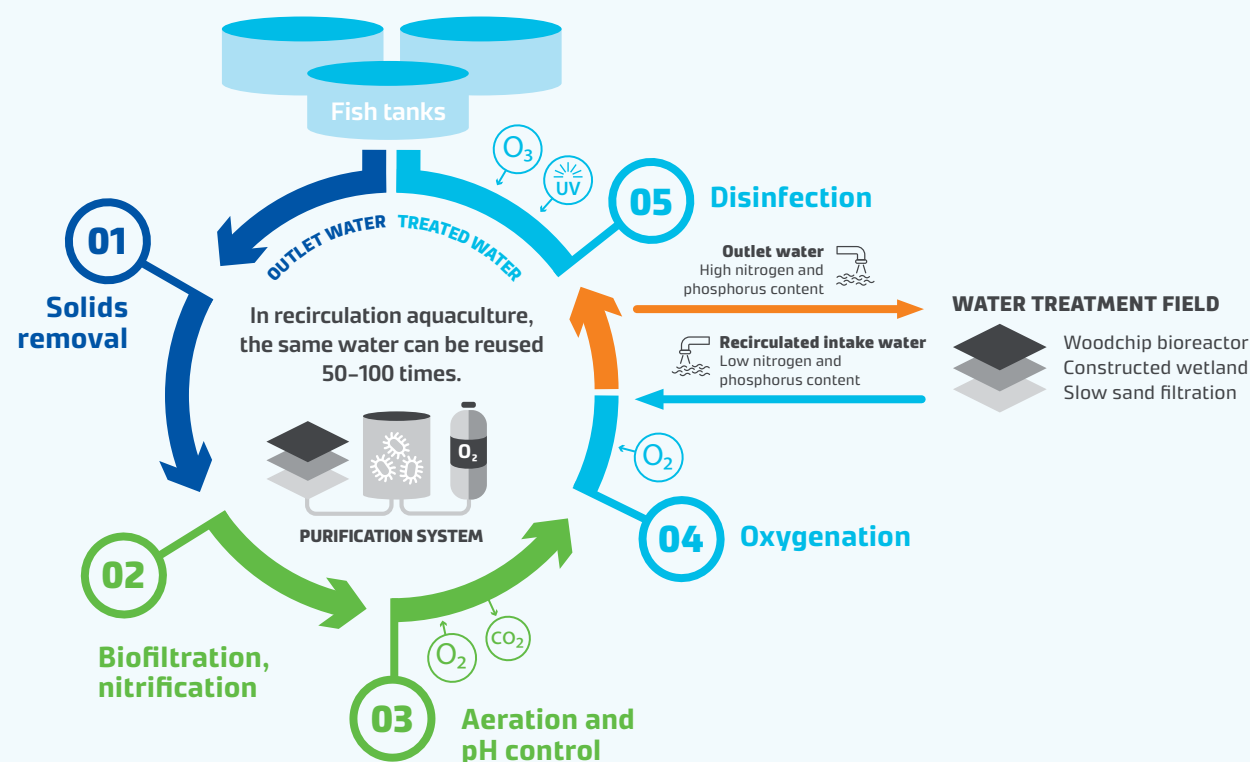 Fish tanks
O₃
UV
05
Disinfection
01
Solids
removal
OUTLET WATER
TREATED WATER
Outlet water
High nitrogen and
phosphorus content
Recirculated intake water
Low nitrogen and
phosphorus content
WATER TREATMENT FIELD
Woodchip bioreactor
Constructed wetland
Slow sand filtration
In recirculation aquaculture,
the same water can be reused
50–100 times.
O₂
PURIFICATION SYSTEM
O₂
04
Oxygenation
02
Biofiltration,
nitrification
O₂
CO₂
03
Aeration and
pH control